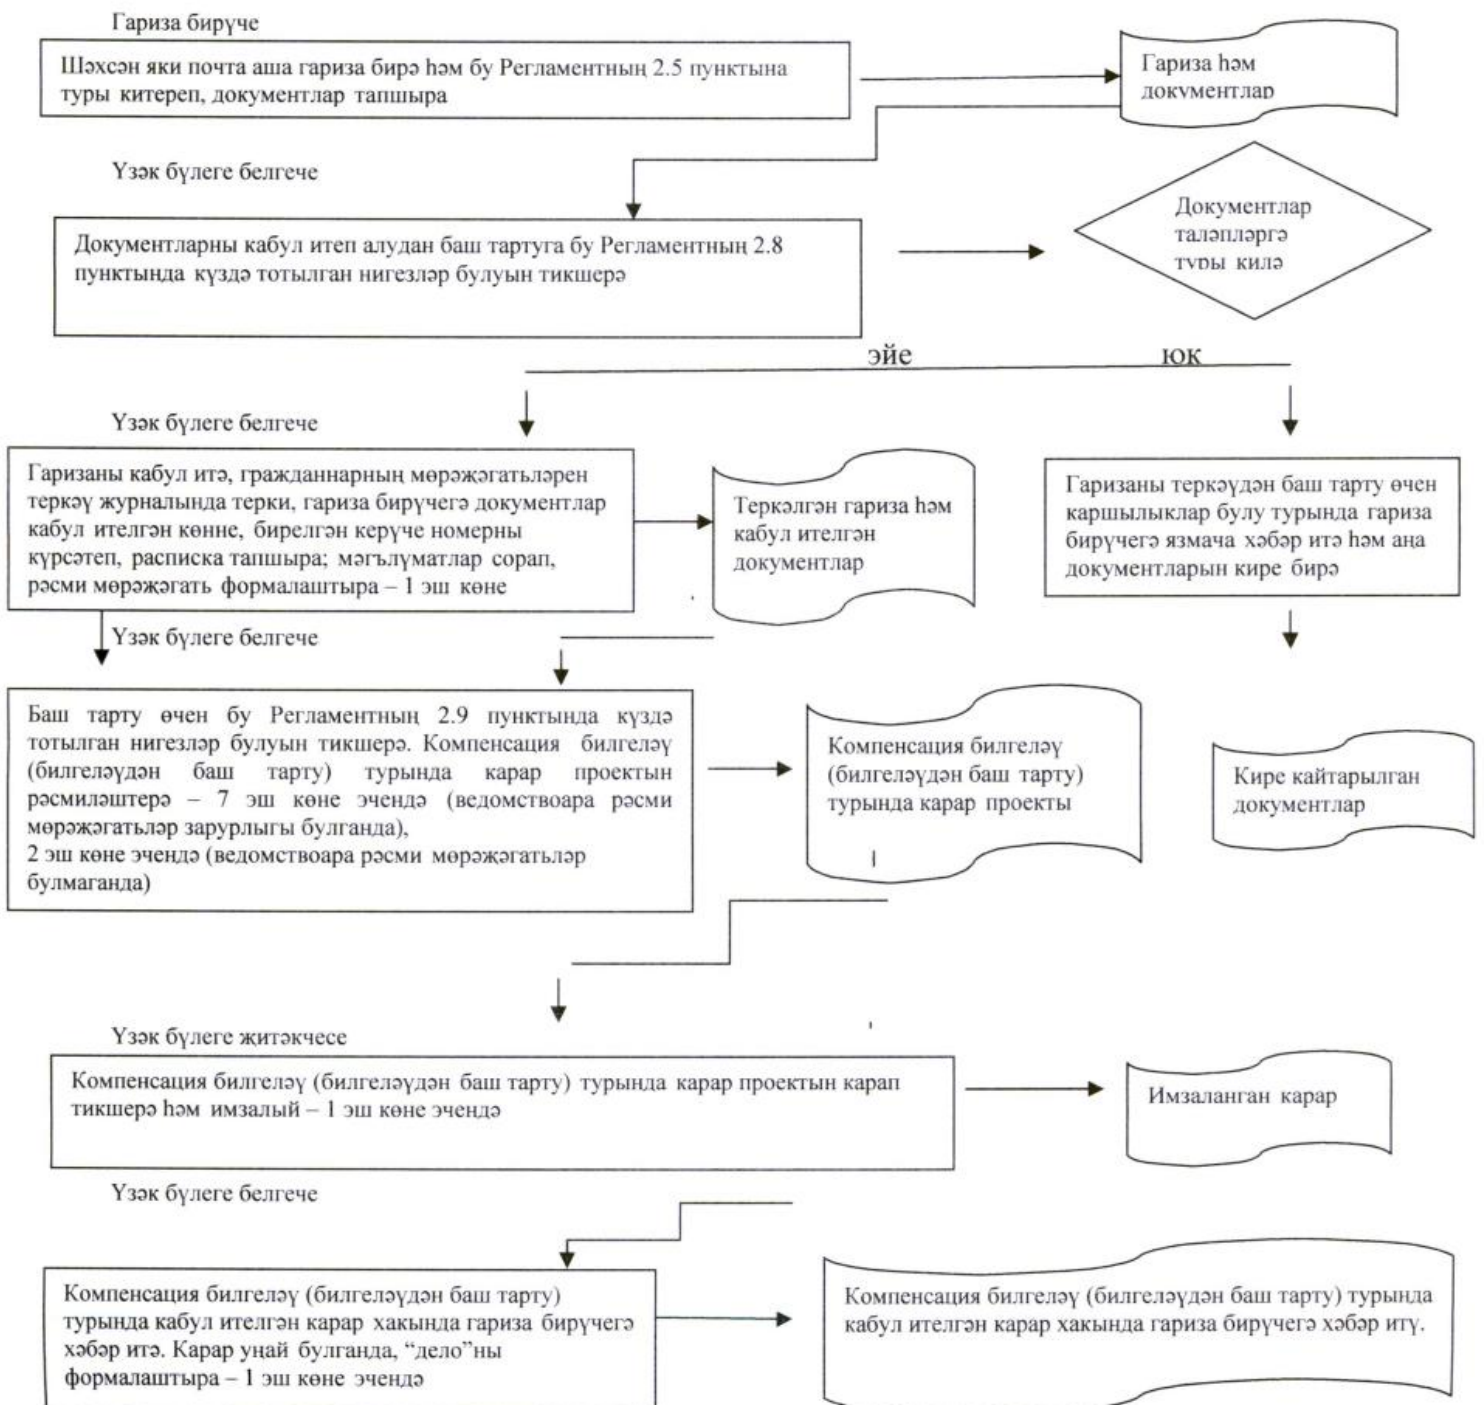 Гариза бирүче
Шәхсән яки почта аша гариза бирә һәм бу Регламентның 2.5 пунктына
туры китереп, документлар тапшыра
Гариза һәм
документлар
Үзәк бүлеге белгече
Документларны кабул итеп алудан баш тартуга бу Регламентның 2.8
пунктында күздә тотылган нигезләр булуын тикшерә
Документлар
таләпләргә
туры килә
әйе
юк
Үзәк бүлеге белгече
Гаризаны кабул итә, гражданнарның мөрәҗәгатьләрен
теркәү журналында терки, гариза бирүчегә документлар
кабул ителгән көнне, бирелгән керүче номерны
күрсәтеп, расписка тапшыра; мәгълүматлар сорап,
рәсми мөрәҗәгать формалаштыра – 1 эш көне
Теркәлгән гариза һәм
кабул ителгән
документлар
Гаризаны теркәүдән баш тарту өчен
каршылыклар булу турында гариза
бирүчегә язмача хәбәр итә һәм аңа
документларын кире бирә
Үзәк бүлеге белгече
Баш тарту өчен бу Регламентның 2.9 пунктында күздә
тотылган нигезләр булуын тикшерә. Компенсация билгеләү
(билгеләүдән баш тарту) турында карар проектын
рәсмиләштерә – 7 эш көне эчендә (ведомствоара рәсми
мөрәҗәгатьләр зарурлыгы булганда),
2 эш көне эчендә (ведомствоара рәсми мөрәҗәгатьләр
булмаганда)
Компенсация билгеләү
(билгеләүдән баш тарту)
турында карар проекты
Кире кайтарылган
документлар
Үзәк бүлеге җитәкчесе
Компенсация билгеләү (билгеләүдән баш тарту) турында карар проектын карап
тикшерә һәм имзалый – 1 эш көне эчендә
Имзаланган карар
Үзәк бүлеге белгече
Компенсация билгеләү (билгеләүдән баш тарту)
турында кабул ителгән карар хакында гариза бирүчегә
хәбәр итә. Карар уңай булганда, “дело”ны
формалаштыра – 1 эш көне эчендә
Компенсация билгеләү (билгеләүдән баш тарту) турында
кабул ителгән карар хакында гариза бирүчегә хәбәр итү.